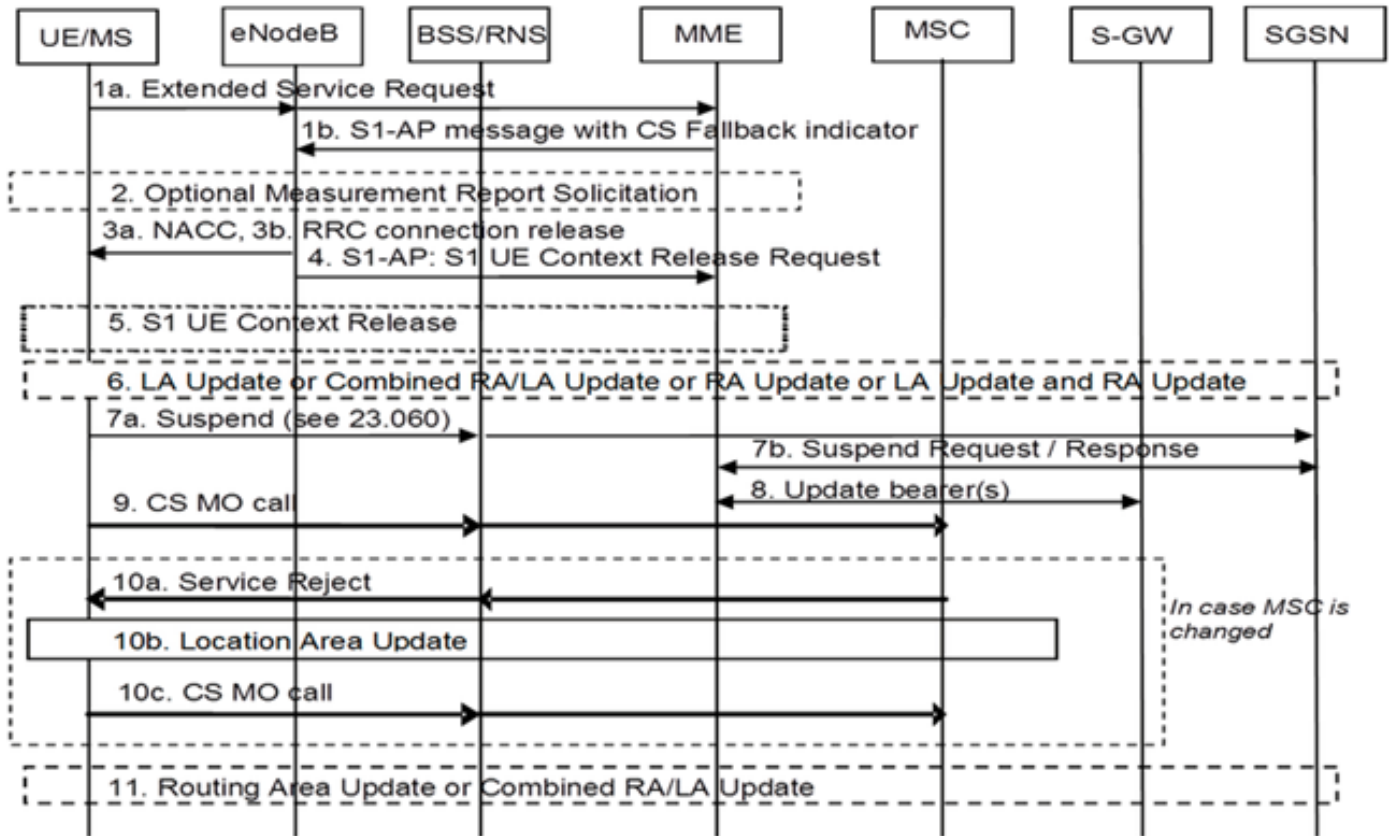 UE/MS
eNodeB
BSS/RNS
MME
MSC
S-GW
SGSN
1a. Extended Service Request
1b. S1-AP message with CS Fallback indicator
2. Optional Measurement Report Solicitation
3a. NACC, 3b. RRC connection release
4. S1-AP: S1 UE Context Release Request
5. S1 UE Context Release
6. LA Update or Combined RA/LA Update or RA Update or LA Update and RA Update
7a. Suspend (see 23.060)
7b. Suspend Request / Response
8. Update bearer(s)
9. CS MO call
10a. Service Reject
In case MSC is
changed
10b. Location Area Update
10c. CS MO call
11. Routing Area Update or Combined RA/LA Update